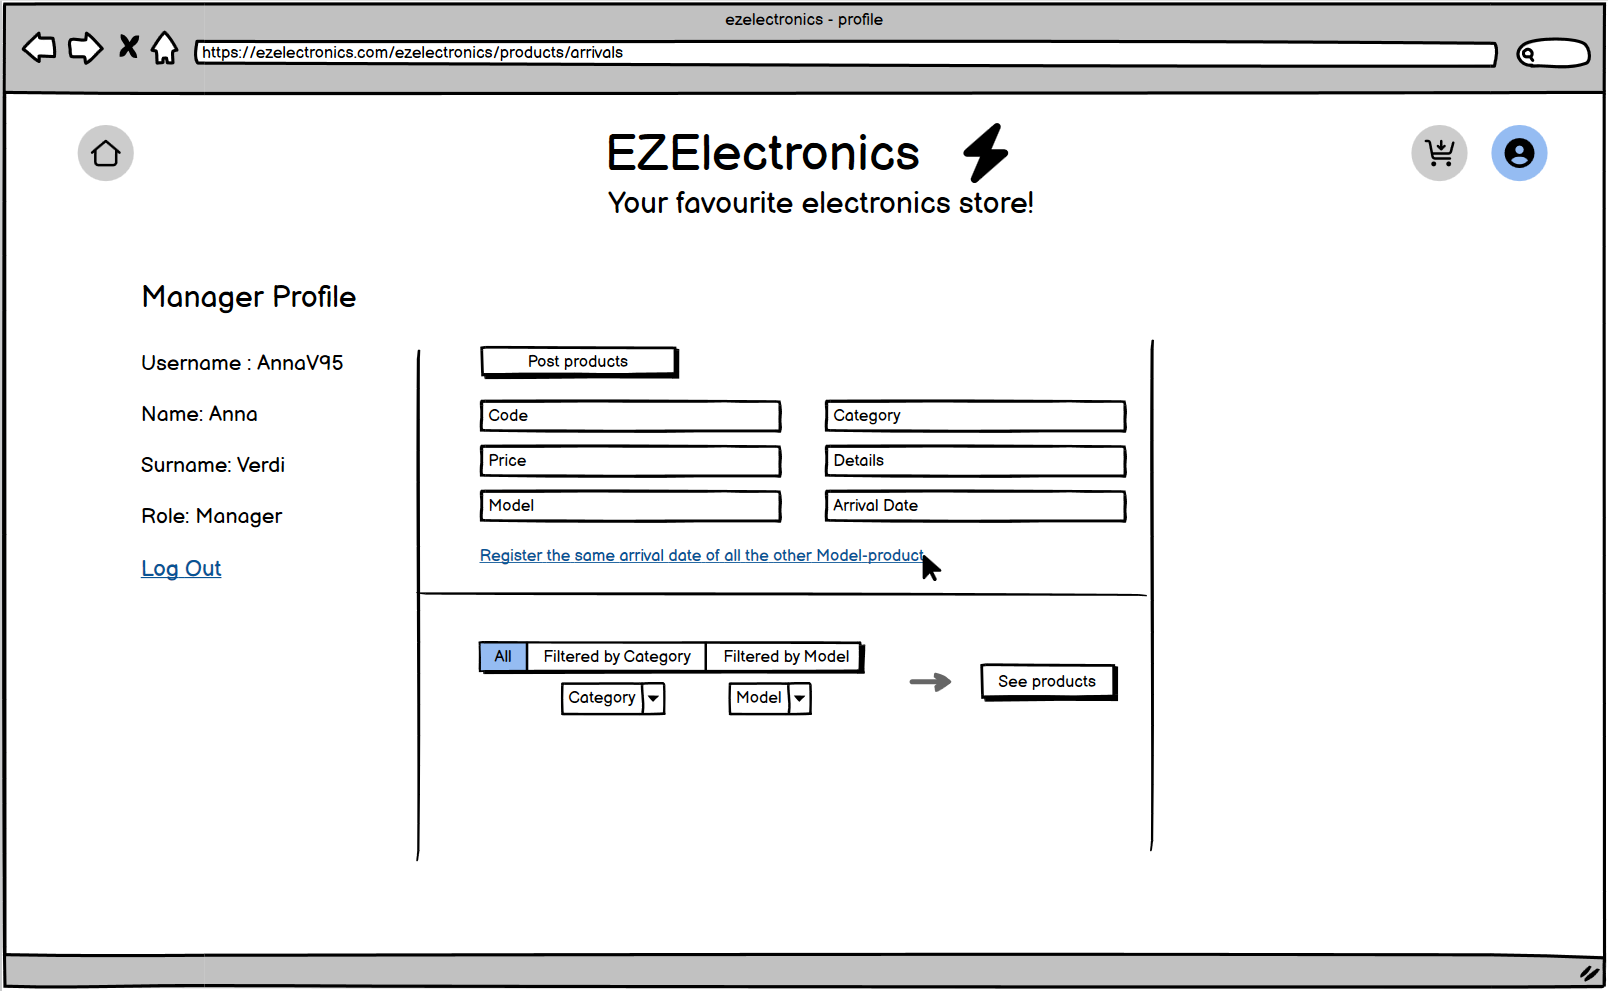 ezelectronics - profile
https://ezelectronics.com/ezelectronics/products/arrivals
EZElectronics
Your favourite electronics store!
Manager Profile
Username : AnnaV95
Name: Anna
Surname: Verdi
Role: Manager
Log Out
Post products
Code
Category
Price
Details
Model
Arrival Date
Register the same arrival date of all the other Model-product
All
Filtered by Category
Filtered by Model
Category
Model
See products